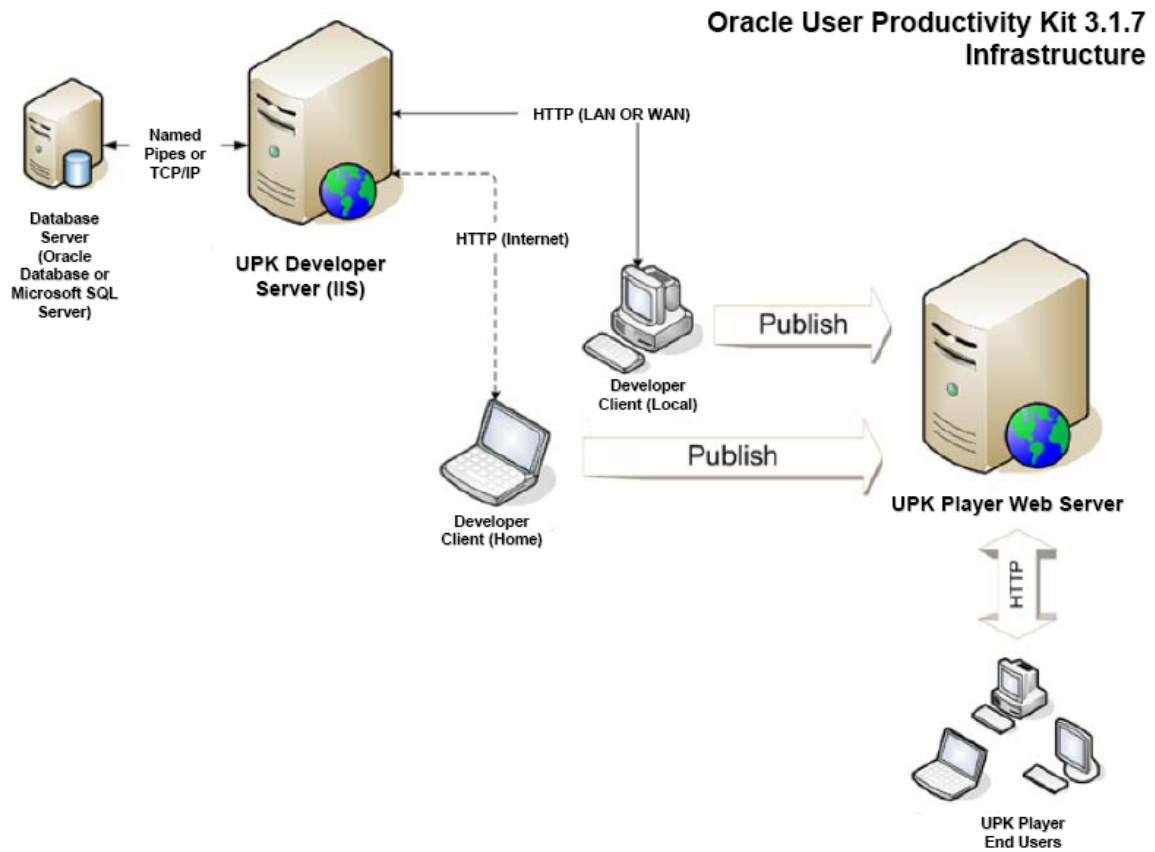 Oracle User Productivity Kit 3.1.7
Infrastructure
HTTP (LAN OR WAN)
Named
Pipes or
TCP/IP
Database
Server
(Oracle
Database or
Microsoft SQL
Server)
UPK Developer
Server (IIS)
HTTP (Internet)
Publish
Developer
Client (Local)
Publish
Developer
Client (Home)
UPK Player Web Server
HTTP
UPK Player
End Users